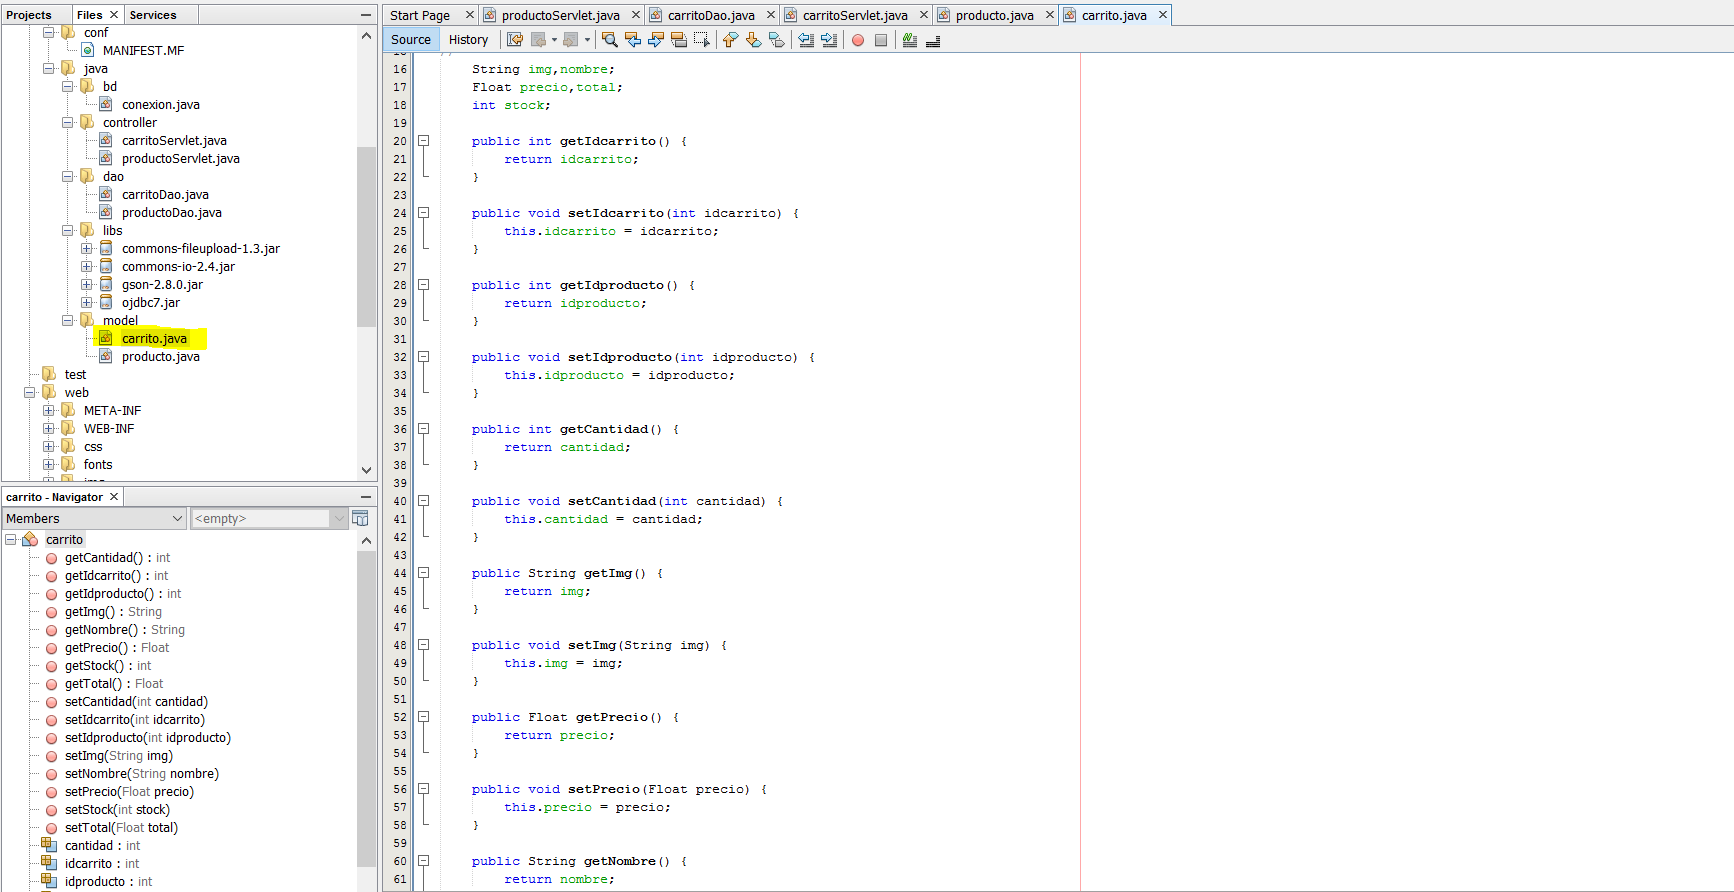 Projects Files Services
conf
MANIFEST.MF
java
bd
conexion.java
controller
carritoServlet.java
productoServlet.java
dao
carritoDao.java
productoDao.java
libs
commons-fileupload-1.3.jar
commons-io-2.4.jar
gson-2.8.0.jar
ojdbc7.jar
model
carrito.java
producto.java
test
web
META-INF
WEB-INF
css
fonts
carrito - Navigator
Members <empty>
carrito
getCantidad() : int
getIdcarrito() : int
getIdproducto() : int
getImg() : String
getNombre() : String
getPrecio() : Float
getStock() : int
getTotal() : Float
setCantidad(int cantidad)
setIdcarrito(int idcarrito)
setIdproducto(int idproducto)
setImg(String img)
setNombre(String nombre)
setPrecio(Float precio)
setStock(int stock)
setTotal(Float total)
cantidad : int
idcarrito : int
idproducto : int
Start Page productoServlet.java carritoDao.java carritoServlet.java producto.java carrito.java
Source History
16 String img,nombre;
17 Float precio,total;
18 int stock;
19
20 public int getIdcarrito() {
21 return idcarrito;
22 }
23
24 public void setIdcarrito(int idcarrito) {
25 this.idcarrito = idcarrito;
26 }
27
28 public int getIdproducto() {
29 return idproducto;
30 }
31
32 public void setIdproducto(int idproducto) {
33 this.idproducto = idproducto;
34 }
35
36 public int getCantidad() {
37 return cantidad;
38 }
39
40 public void setCantidad(int cantidad) {
41 this.cantidad = cantidad;
42 }
43
44 public String getImg() {
45 return img;
46 }
47
48 public void setImg(String img) {
49 this.img = img;
50 }
51
52 public Float getPrecio() {
53 return precio;
54 }
55
56 public void setPrecio(Float precio) {
57 this.precio = precio;
58 }
59
60 public String getNombre() {
61 return nombre;